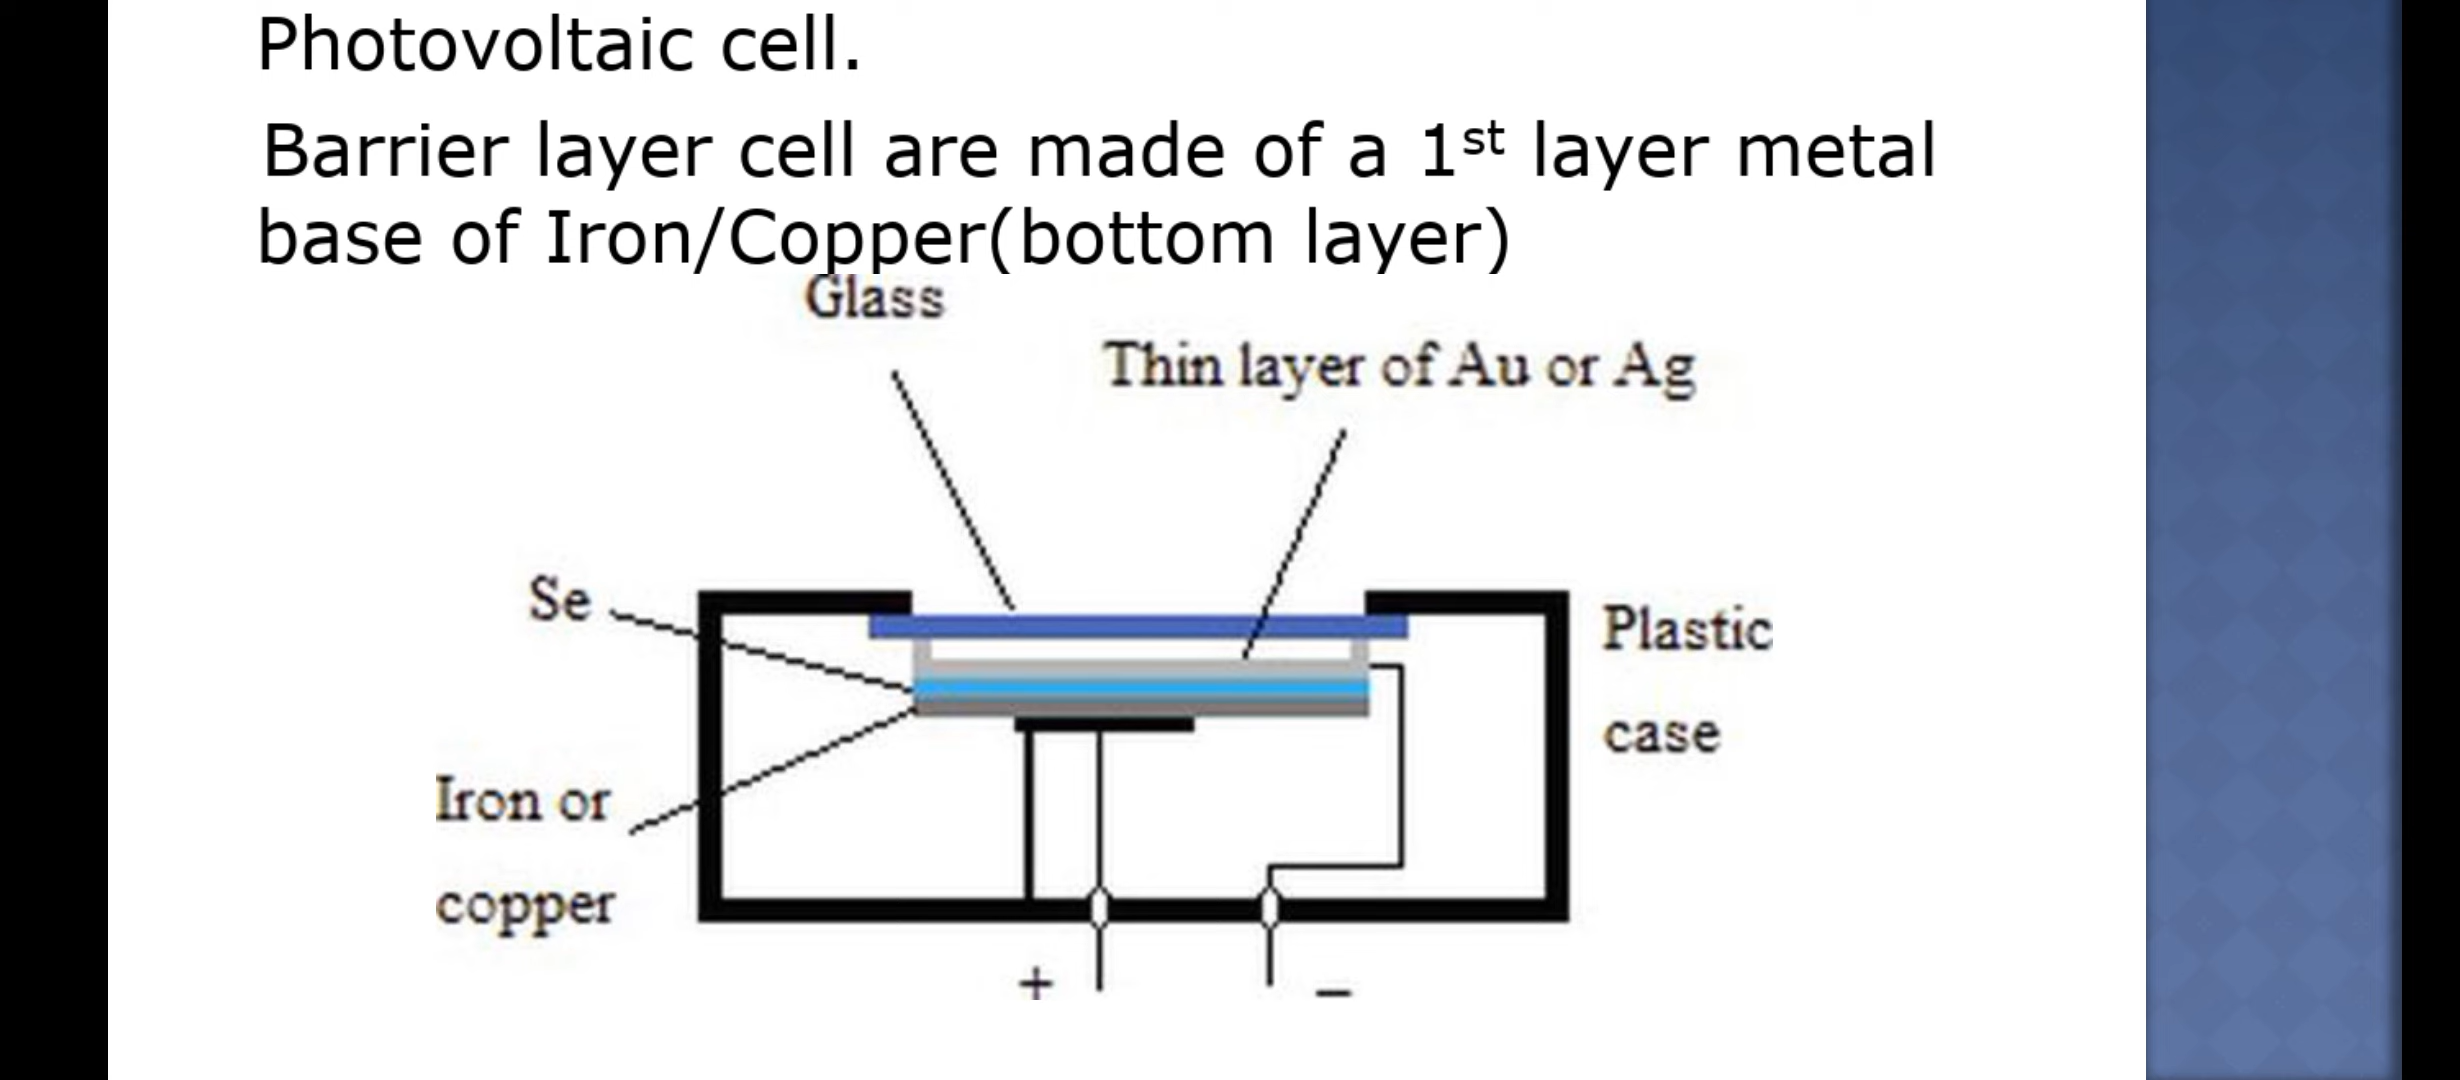 Photovoltaic cell.
Barrier layer cell are made of a 1st layer metal
base of Iron/Copper(bottom layer)
Glass
Thin layer of Au or Ag
Se
Plastic
case
Iron or
copper
+ –